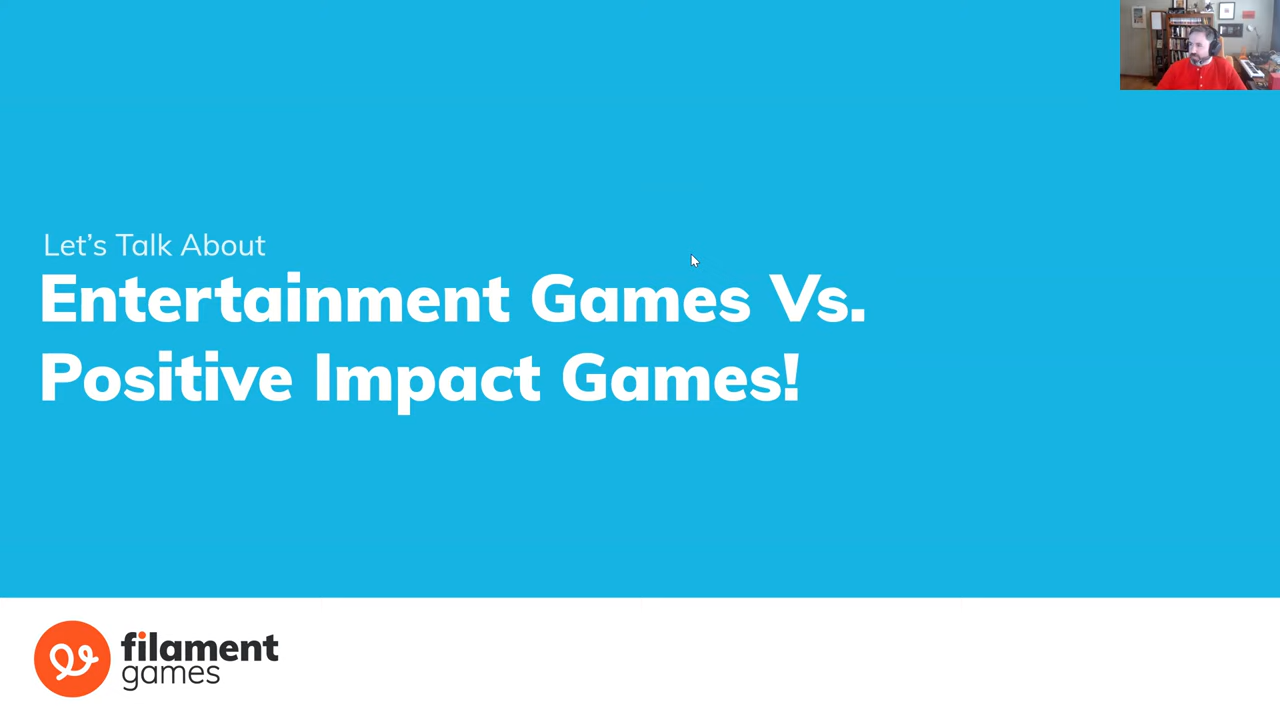 Let's Talk About
Entertainment Games Vs.
Positive Impact Games!
filament
games